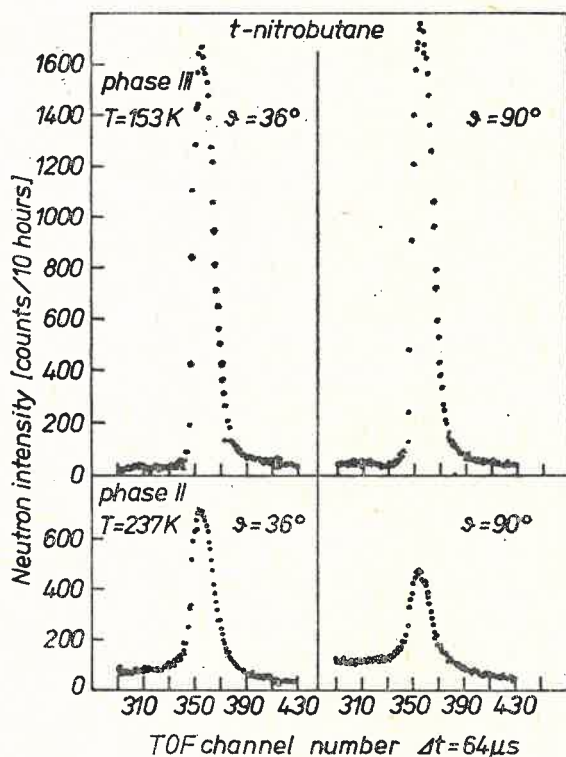 t-nitrobutane
phase III
T=153K ϑ=36° ϑ=90°
1600
1400
1200
1000
800
600
400
200
0
phase II
T=237K ϑ=36° ϑ=90°
600
400
200
0
Neutron intensity [counts/10 hours]
310 350 390 430 310 350 390 430
TOF channel number Δt=64μs